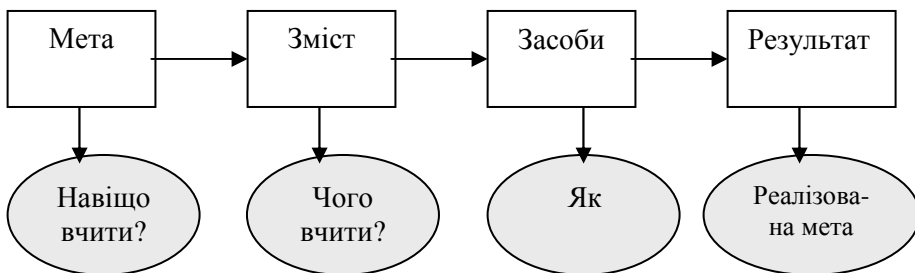 Мета
Зміст
Засоби
Результат
Навіщо
вчити?
Чого
вчити?
Як
Реалізова-
на мета